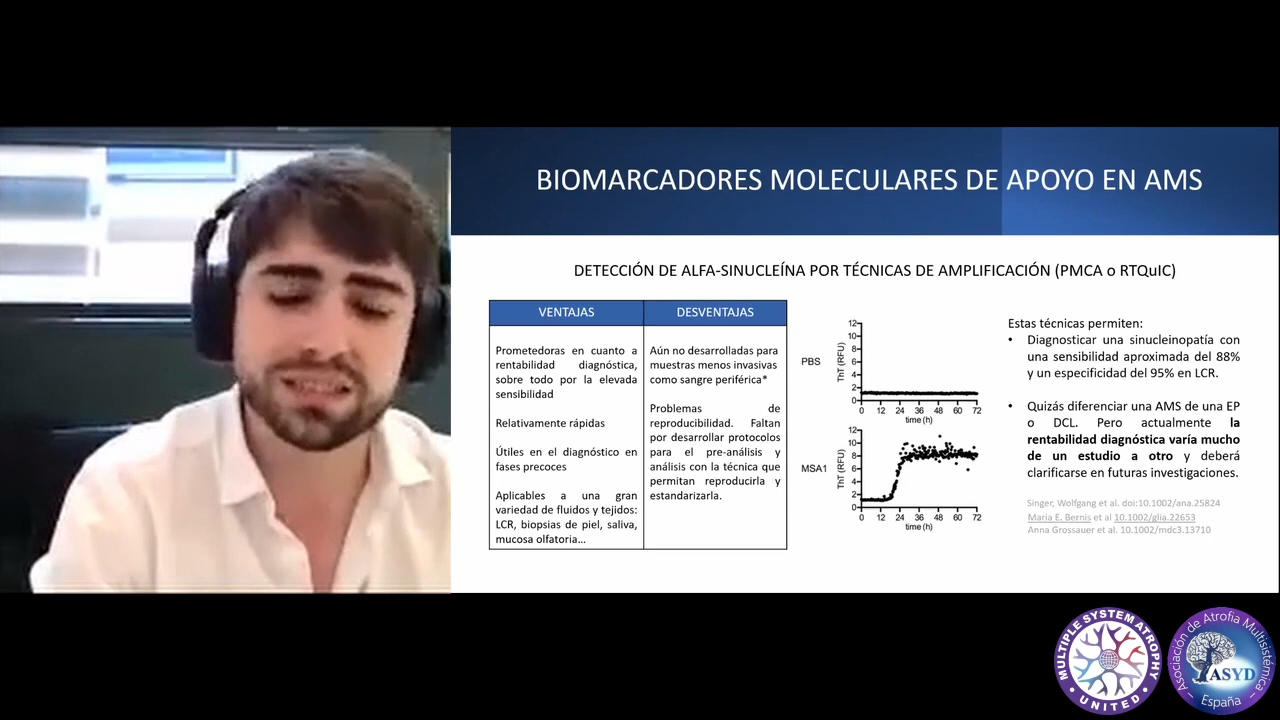 BIOMARCADORES MOLECULARES DE APOYO EN AMS
DETECCIÓN DE ALFA-SINUCLEÍNA POR TÉCNICAS DE AMPLIFICACIÓN (PMCA o RTQuIC)
VENTAJAS
Prometedoras en cuanto a
rentabilidad diagnóstica,
sobre todo por la elevada
sensibilidad
Relativamente rápidas
Útiles en el diagnóstico en
fases precoces
Aplicables a una gran
variedad de fluidos y tejidos:
LCR, biopsias de piel, saliva,
mucosa olfatoria...
DESVENTAJAS
Aún no desarrolladas para
muestras menos invasivas
como sangre periférica*
Problemas de
reproducibilidad. Faltan
por desarrollar protocolos
para el pre-análisis y
análisis con la técnica que
permitan reproducirla y
estandarizarla.
PBS
ThT (RFU)
12
10
8
6
4
2
0
0 12 24 36 48 60 72
time (h)
MSA1
ThT (RFU)
12
10
8
6
4
2
0
0 12 24 36 48 60 72
time (h)
Estas técnicas permiten:
• Diagnosticar una sinucleinopatía con
una sensibilidad aproximada del 88%
y un especificidad del 95% en LCR.
• Quizás diferenciar una AMS de una EP
o DCL. Pero actualmente la
rentabilidad diagnóstica varía mucho
de un estudio a otro y deberá
clarificarse en futuras investigaciones.
Singer, Wolfgang et al. doi:10.1002/ana.25824
Maria E. Bernis et al 10.1002/glia.22653
Anna Grossauer et al. 10.1002/mdc3.13710
MULTIPLE SYSTEM ATROPHY
• UNITED •
Asociación de Atrofia Multisistémica
ASYD
España